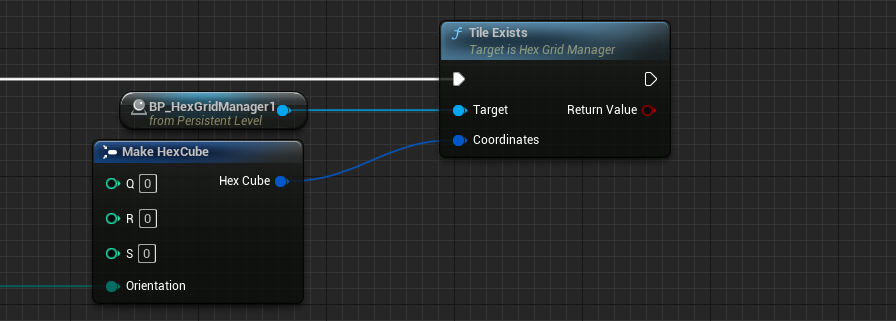 Tile Exists
Target is Hex Grid Manager
BP_HexGridManager1
from Persistent Level
Target
Return Value
Coordinates
Make HexCube
Q 0
Hex Cube
R 0
S 0
Orientation